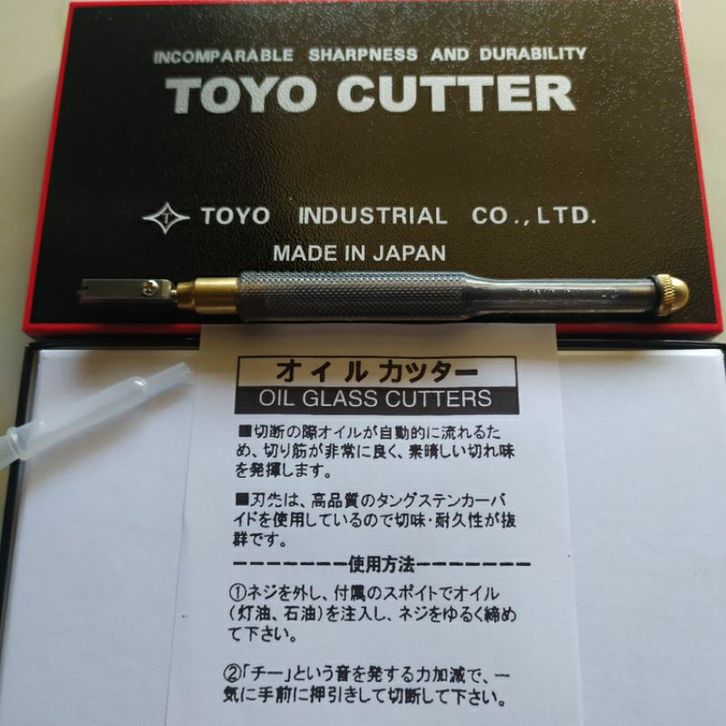 INCOMPARABLE SHARPNESS AND DURABILITY
TOYO CUTTER
TOYO INDUSTRIAL CO.,LTD.
MADE IN JAPAN
オイルカッター
OIL GLASS CUTTERS
■切断の際オイルが自動的に流れるた
め、切り筋が非常に良く、素晴しい切れ味
を発揮します。
■刃先は、高品質のタングステンカーバ
イドを使用しているので切味・耐久性が抜
群です。
--------使用方法--------
①ネジを外し、付属のスポイトでオイル
(灯油、石油)を注入し、ネジをゆるく締め
て下さい。
②「チー」という音を発する力加減で、一
気に手前に押引きして切断して下さい。